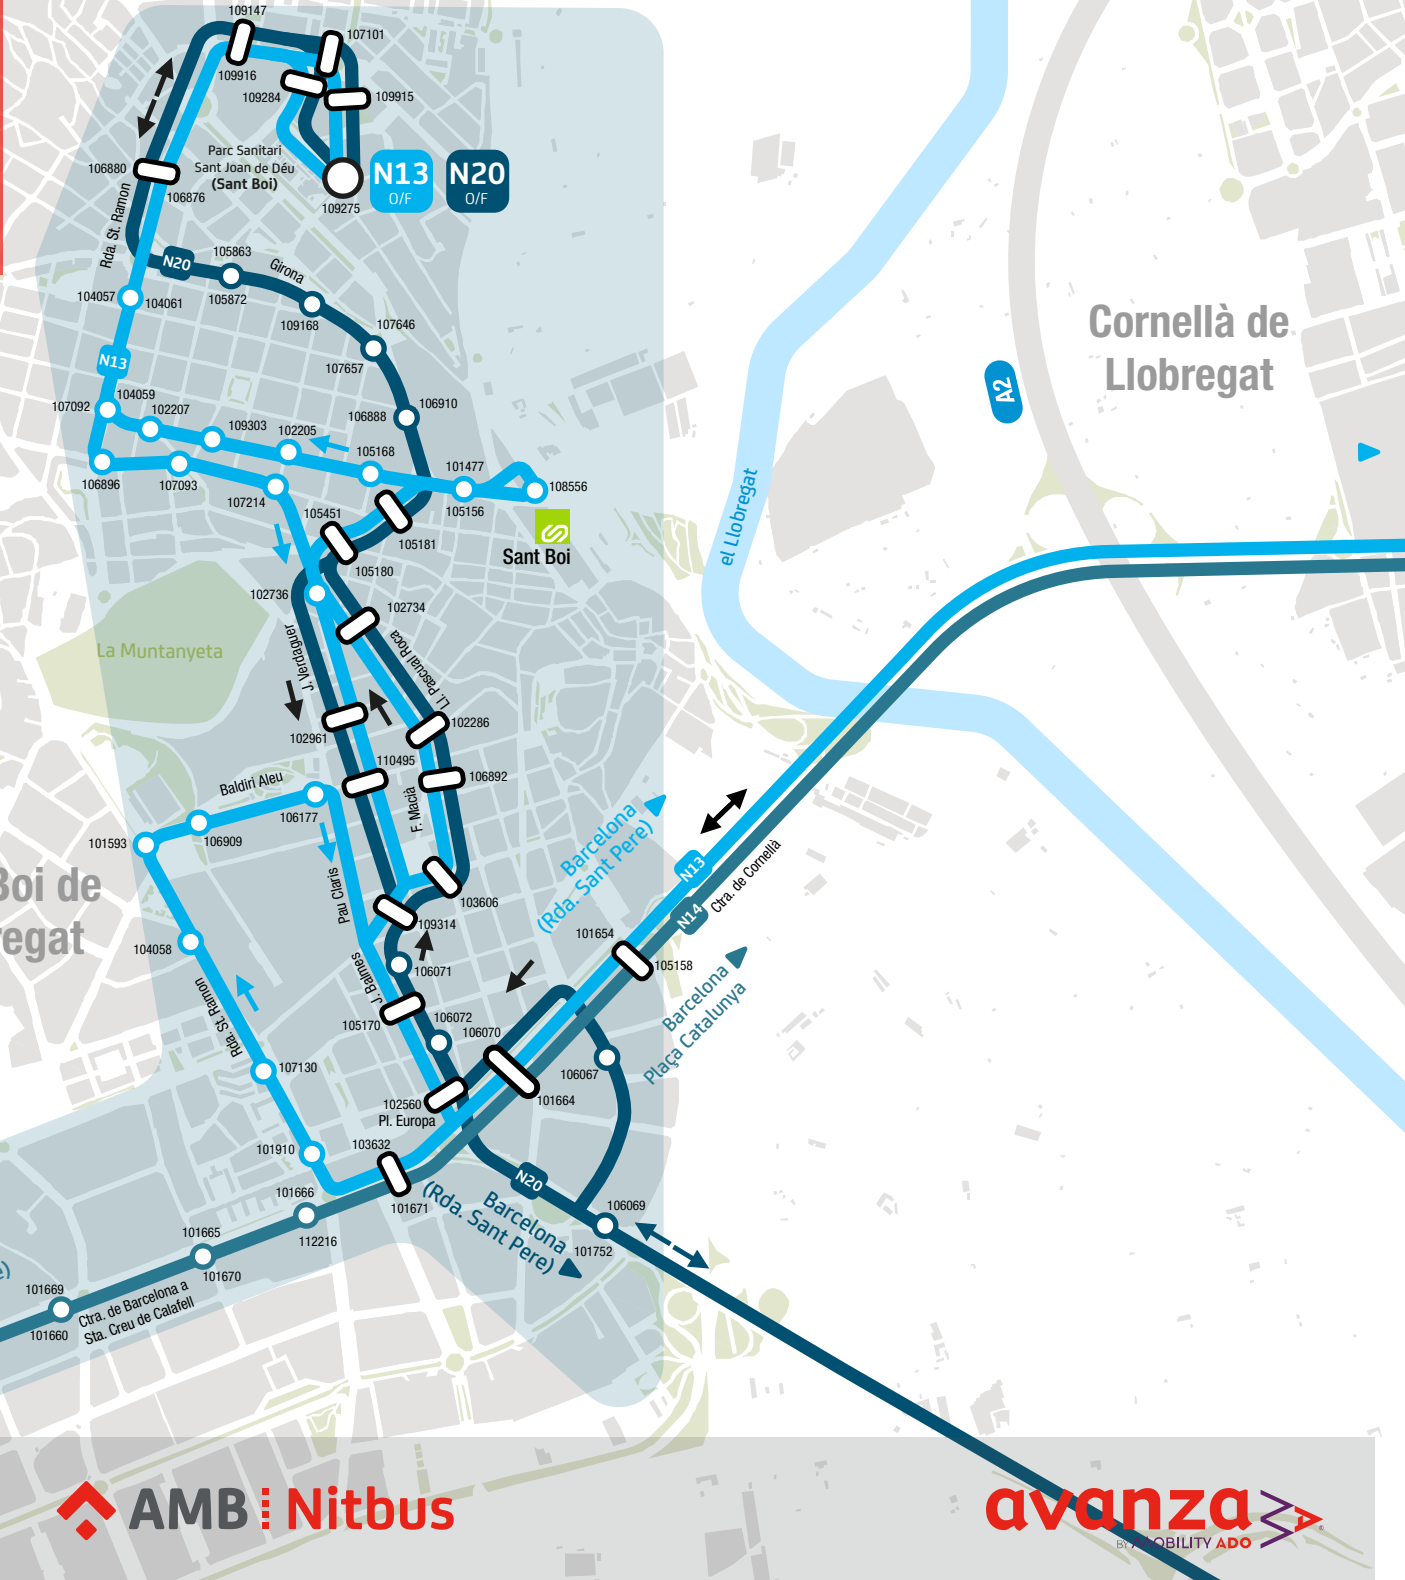 109147
107101
109916
109284
109915
106880
106876
Parc Sanitari
Sant Joan de Déu
(Sant Boi)
N13
O/F
N20
O/F
109275
Rda. St. Ramon
N20
105863
105872
Girona
109168
104057
104061
107646
107657
N13
104059
107092
102207
109303
102205
106888
106910
105168
101477
108556
106896
107093
107214
105156
105451
105181
105180
Sant Boi
102736
102734
La Muntanyeta
J. Verdaguer
Ll. Pascual Roca
102961
102286
110495
106892
F. Macià
Baldiri Aleu
106177
106909
101593
Pau Claris
103606
109314
104058
106071
J. Balmes
105170
106072
106070
Rda. St. Ramon
107130
102560
Pl. Europa
101664
106067
101910
103632
101671
101666
112216
101665
101670
101669
101660
Ctra. de Barcelona a
Sta. Creu de Calafell
N20
Barcelona
(Rda. Sant Pere)
106069
101752
101654
105158
Barcelona
(Rda. Sant Pere)
N13
N14
Ctra. de Cornellà
Barcelona
Plaça Catalunya
el Llobregat
A2
Cornellà de
Llobregat
Boi de
regat
e)
AMB Nitbus
avanza
BY MOBILITY ADO